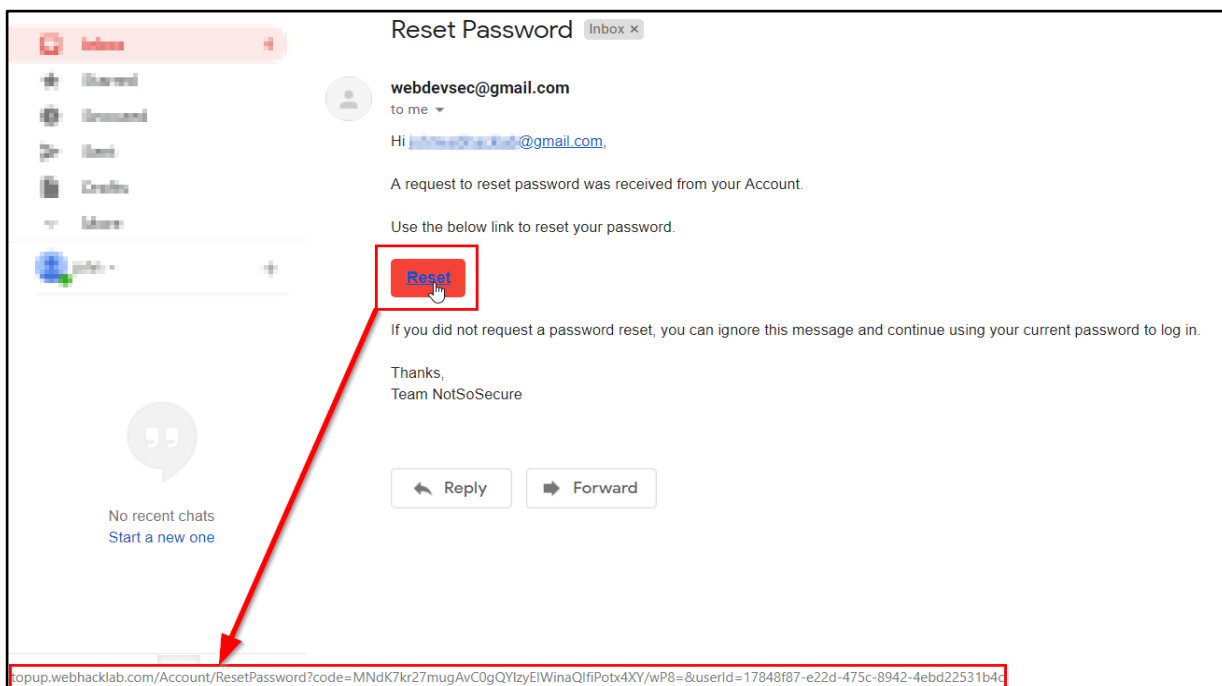 Reset Password Inbox ×
webdevsec@gmail.com
to me
Hi @gmail.com,
A request to reset password was received from your Account.
Use the below link to reset your password.
Reset
If you did not request a password reset, you can ignore this message and continue using your current password to log in.
Thanks,
Team NotSoSecure
Reply
Forward
No recent chats
Start a new one
topup.webhacklab.com/Account/ResetPassword?code=MNdK7kr27mugAvC0gQYIzyEIWinaQIfiPotx4XY/wP8=&userId=17848f87-e22d-475c-8942-4ebd22531b4c